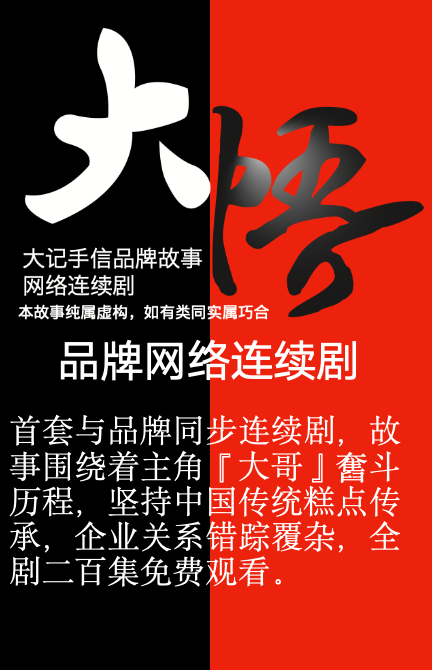 大悟
大记手信品牌故事
网络连续剧
本故事纯属虚构，如有类同实属巧合
品牌网络连续剧
首套与品牌同步连续剧，故
事围绕着主角『大哥』奮斗
历程，坚持中国传统糕点传
承，企业关系错踪覆杂，全
剧二百集免费观看。